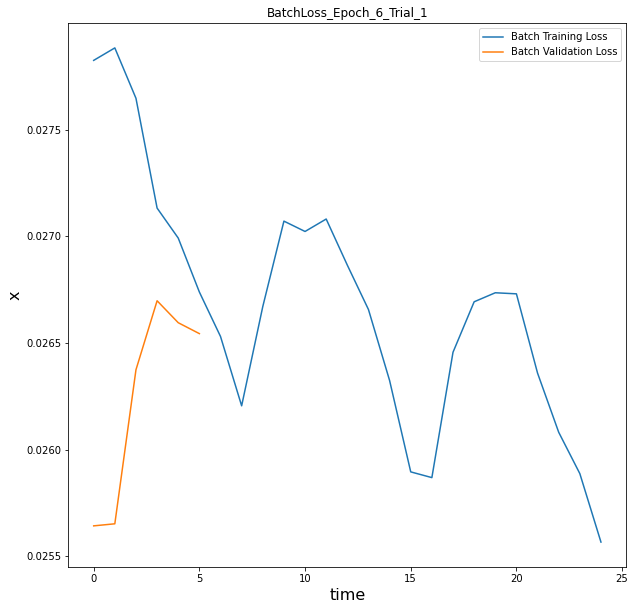 BatchLoss_Epoch_6_Trial_1
Batch Training Loss
Batch Validation Loss
0.0275
0.0270
x
0.0265
0.0260
0.0255
0 5 10 15 20 25
time